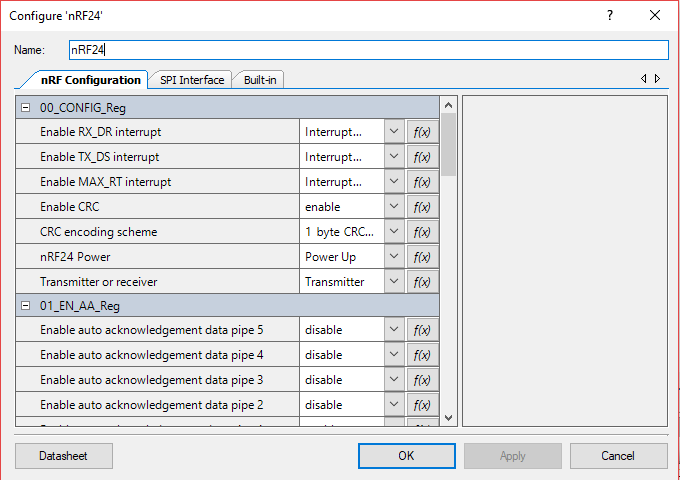 Configure 'nRF24'
Name: nRF24
nRF Configuration SPI Interface Built-in
00_CONFIG_Reg
Enable RX_DR interrupt Interrupt... f(x)
Enable TX_DS interrupt Interrupt... f(x)
Enable MAX_RT interrupt Interrupt... f(x)
Enable CRC enable f(x)
CRC encoding scheme 1 byte CRC... f(x)
nRF24 Power Power Up f(x)
Transmitter or receiver Transmitter f(x)
01_EN_AA_Reg
Enable auto acknowledgement data pipe 5 disable f(x)
Enable auto acknowledgement data pipe 4 disable f(x)
Enable auto acknowledgement data pipe 3 disable f(x)
Enable auto acknowledgement data pipe 2 disable f(x)
Datasheet OK Apply Cancel